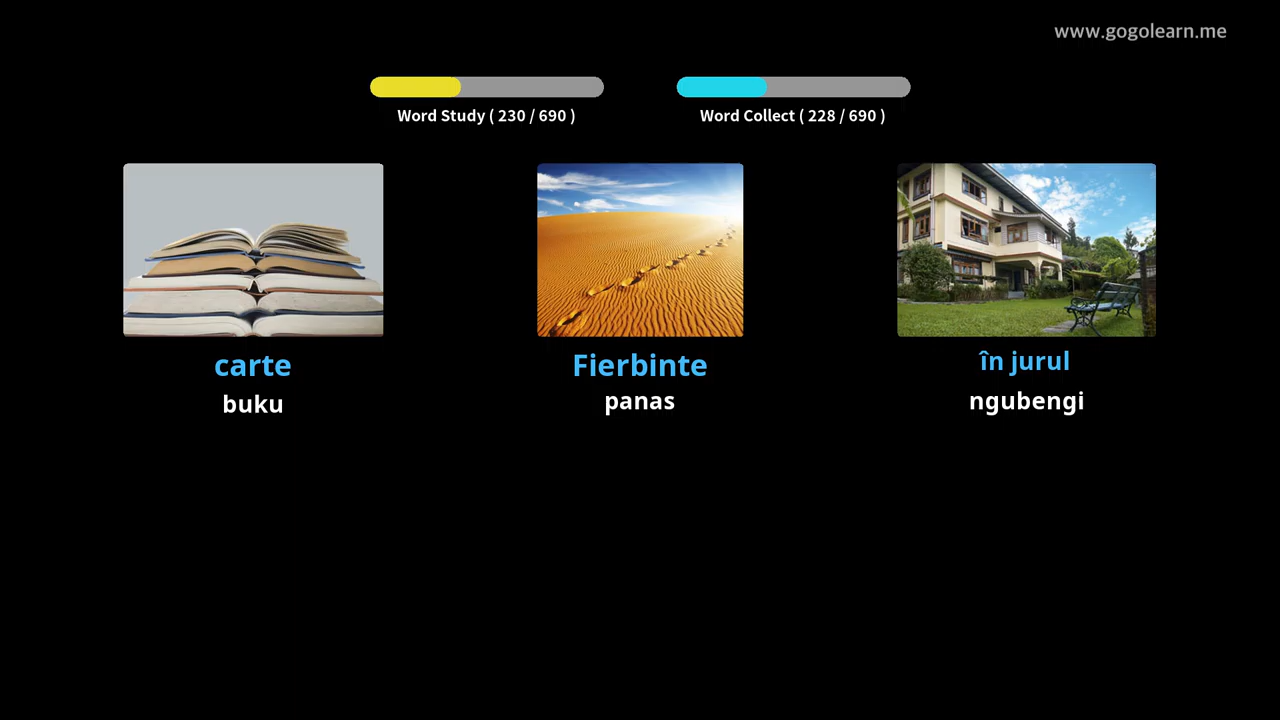 www.gogolearn.me
Word Study ( 230 / 690 )
Word Collect ( 228 / 690 )
carte
Fierbinte
în jurul
buku
panas
ngubengi